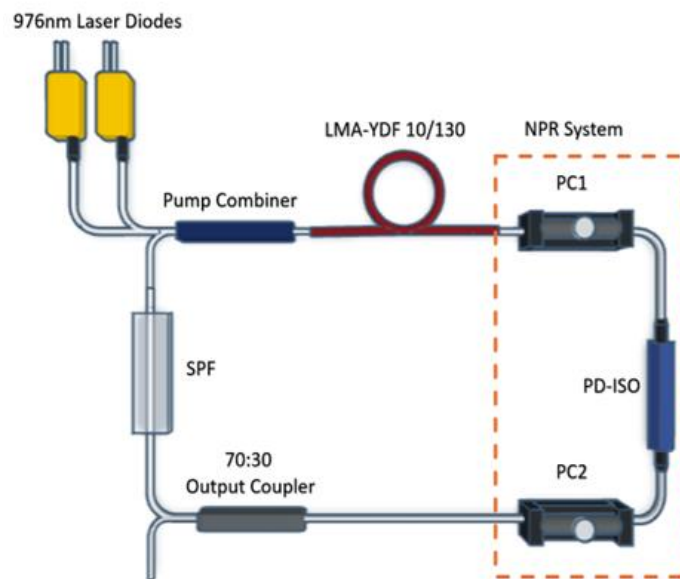 976nm Laser Diodes
LMA-YDF 10/130
NPR System
Pump Combiner
PC1
SPF
PD-ISO
70:30
Output Coupler
PC2